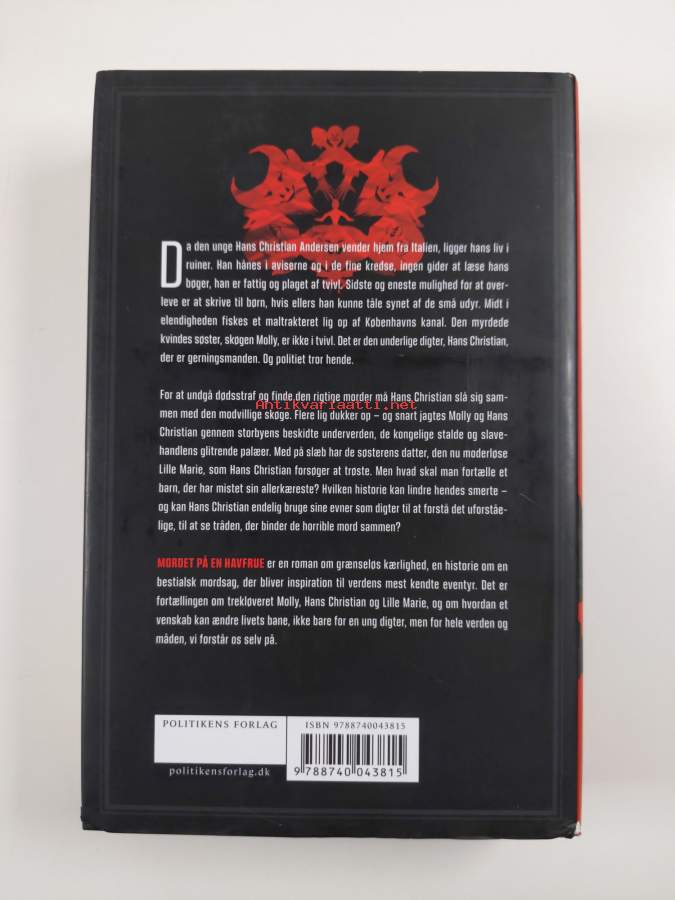 Da den unge Hans Christian Andersen vender hjem fra Italien, ligger hans liv i
ruiner. Han hånes i aviserne og i de fine kredse, ingen gider at læse hans
bøger, han er fattig og plaget af tvivl. Sidste og eneste mulighed for at over-
leve er at skrive til børn, hvis ellers han kunne tåle synet af de små udyr. Midt i
elendigheden fiskes et maltrakteret lig op af Københavns kanal. Den myrdede
kvindes søster, skøgen Molly, er ikke i tvivl. Det er den underlige digter, Hans Christian,
der er gerningsmanden. Og politiet tror hende.
For at undgå dødsstraf og finde den rigtige morder må Hans Christian slå sig sam-
men med den modvillige skøge. Flere lig dukker op – og snart jagtes Molly og Hans
Antikvariaatti.net
Christian gennem storbyens beskidte underverden, de kongelige stalde og slave-
handlens glitrende palæer. Med på slæb har de søsterens datter, den nu moderløse
Lille Marie, som Hans Christian forsøger at trøste. Men hvad skal man fortælle et
barn, der har mistet sin allerkæreste? Hvilken historie kan lindre hendes smerte –
og kan Hans Christian endelig bruge sine evner som digter til at forstå det uforståe-
lige, til at se tråden, der binder de horrible mord sammen?
MORDET PÅ EN HAVFRUE er en roman om grænseløs kærlighed, en historie om en
bestialsk mordsag, der bliver inspiration til verdens mest kendte eventyr. Det er
fortællingen om trekløveret Molly, Hans Christian og Lille Marie, og om hvordan et
venskab kan ændre livets bane, ikke bare for en ung digter, men for hele verden og
måden, vi forstår os selv på.
POLITIKENS FORLAG
politikensforlag.dk
ISBN 9788740043815
9 788740 043815